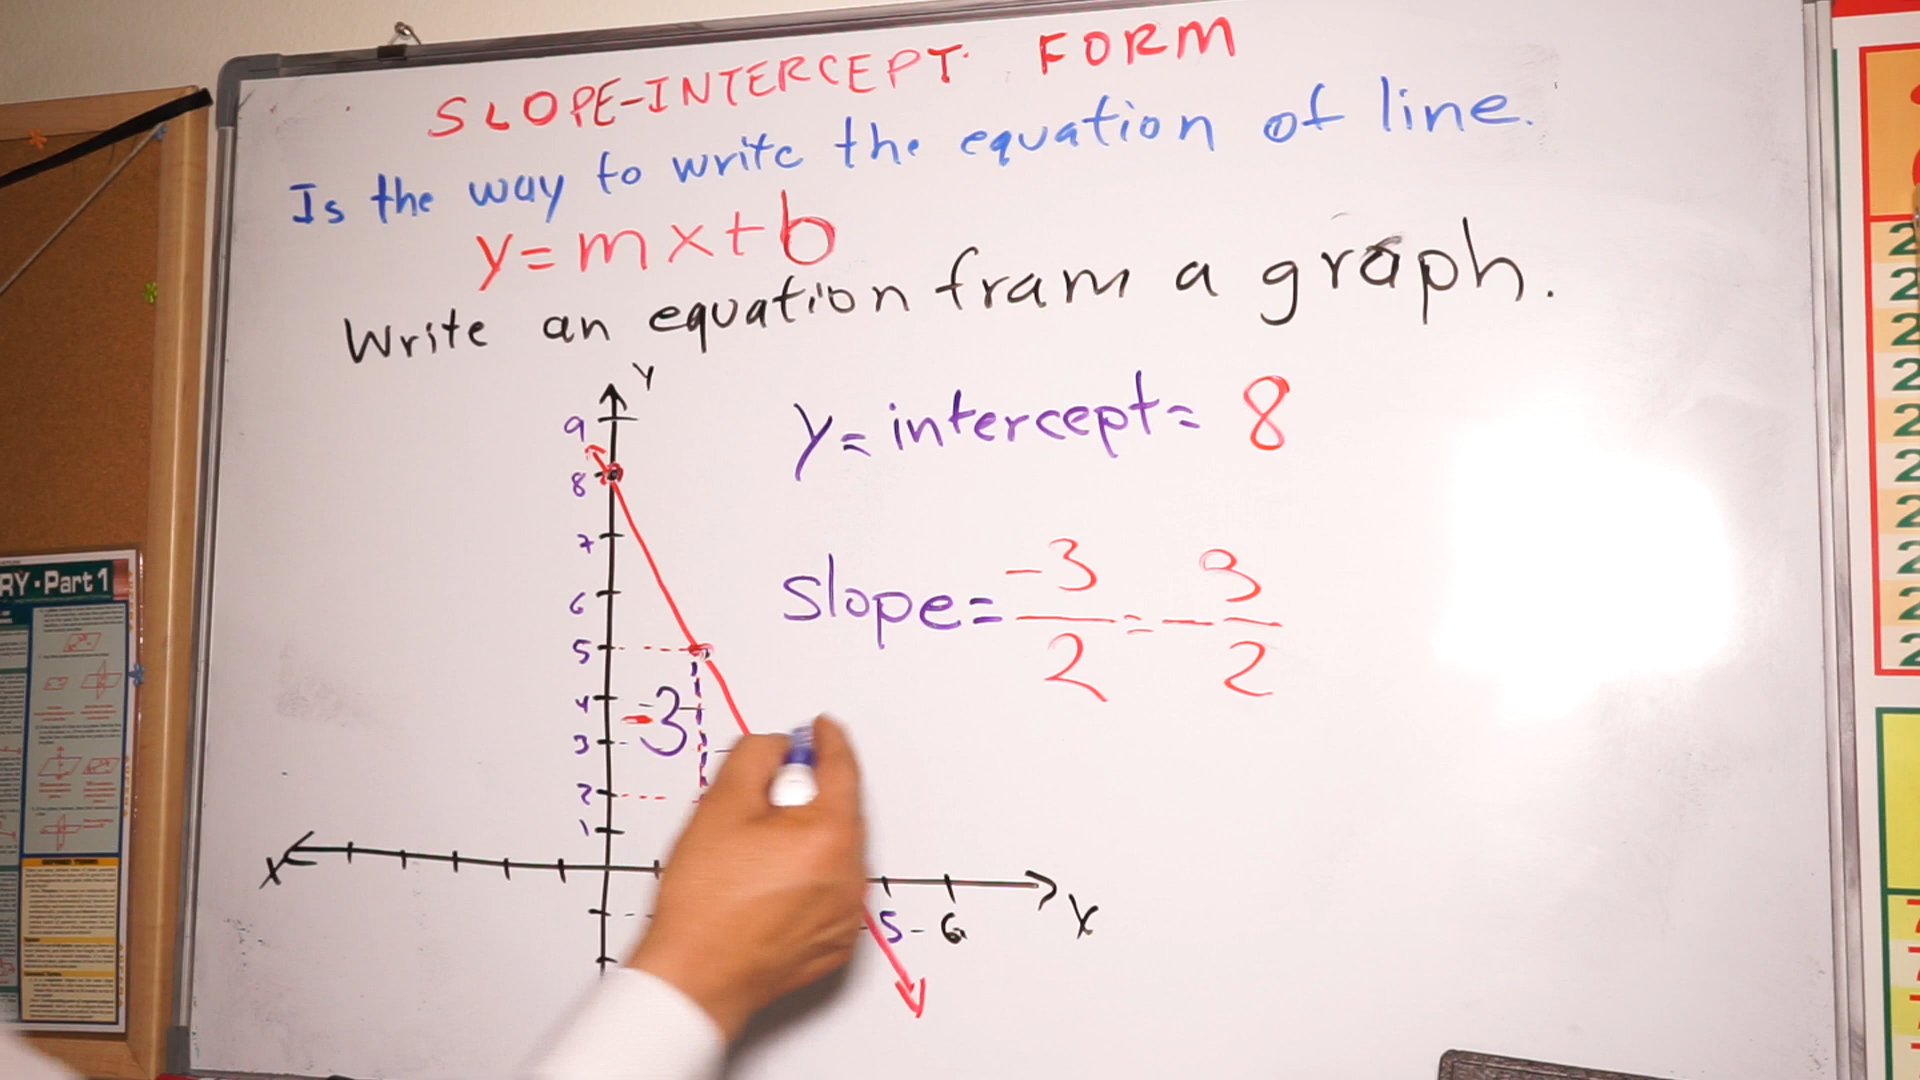 SLOPE-INTERCEPT FORM
Is the way to write the equation of line.
y=mx+b
Write an equation fram a graph.
Y
9
8
7
6
5
4
3
2
1
-3
X
5 - 6
X
y=intercept= 8
slope= -3/2 = -3/2
RY - Part 1